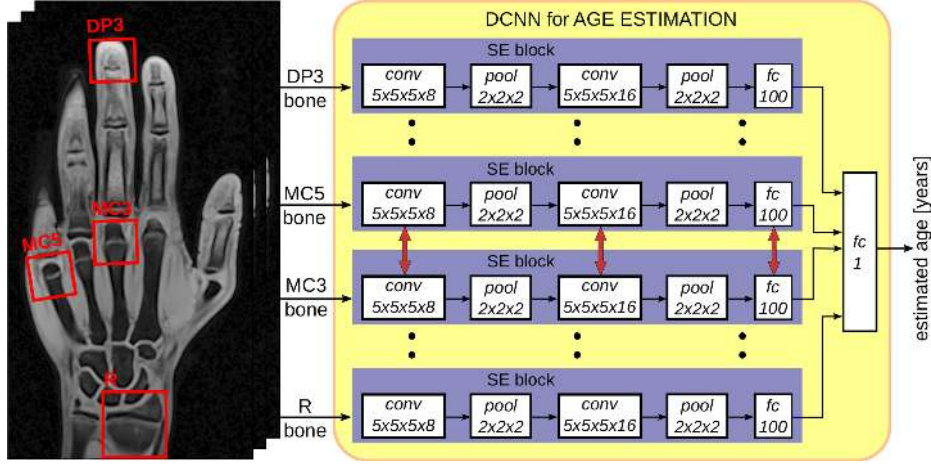 DP3
MC5
MC3
R
DCNN for AGE ESTIMATION
DP3
bone
SE block
conv
5x5x5x8
pool
2x2x2
conv
5x5x5x16
pool
2x2x2
fc
100
MC5
bone
SE block
conv
5x5x5x8
pool
2x2x2
conv
5x5x5x16
pool
2x2x2
fc
100
MC3
bone
SE block
conv
5x5x5x8
pool
2x2x2
conv
5x5x5x16
pool
2x2x2
fc
100
R
bone
SE block
conv
5x5x5x8
pool
2x2x2
conv
5x5x5x16
pool
2x2x2
fc
100
fc
1
estimated age [years]